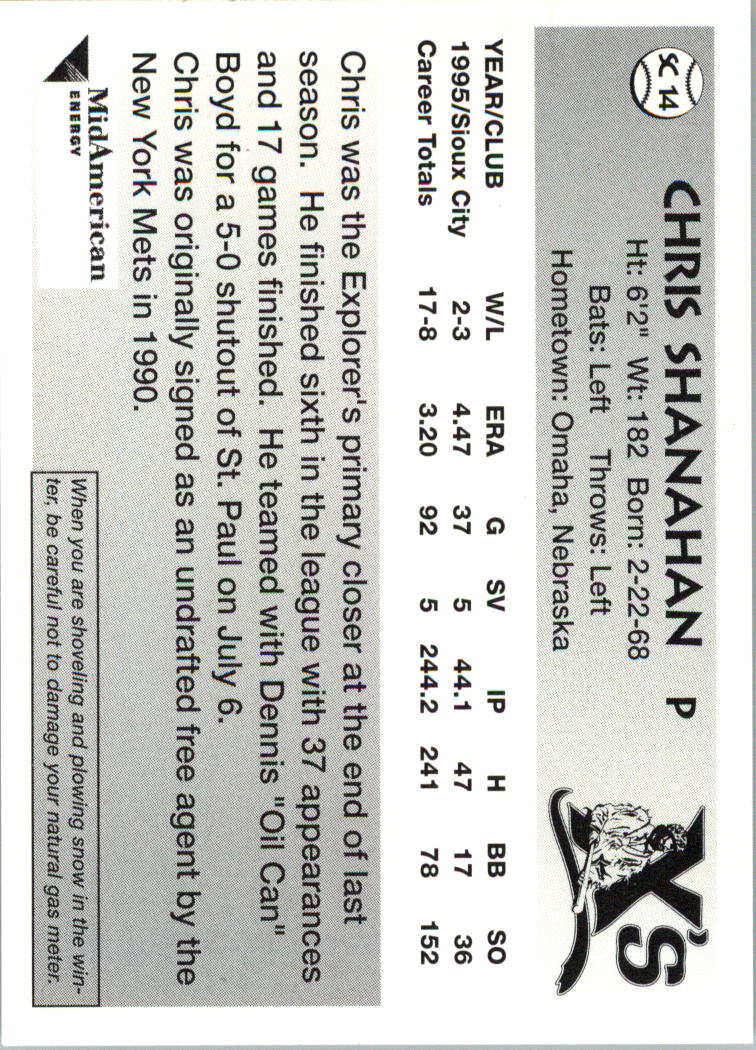 SC 14
CHRIS SHANAHAN P
Ht: 6'2" Wt: 182 Born: 2-22-68
Bats: Left Throws: Left
Hometown: Omaha, Nebraska
X's
YEAR/CLUB W/L ERA G SV IP H BB SO
1995/Sioux City 2-3 4.47 37 5 44.1 47 17 36
Career Totals 17-8 3.20 92 5 244.2 241 78 152
Chris was the Explorer's primary closer at the end of last
season. He finished sixth in the league with 37 appearances
and 17 games finished. He teamed with Dennis "Oil Can"
Boyd for a 5-0 shutout of St. Paul on July 6.
Chris was originally signed as an undrafted free agent by the
New York Mets in 1990.
MidAmerican
ENERGY
When you are shoveling and plowing snow in the win-
ter, be careful not to damage your natural gas meter.